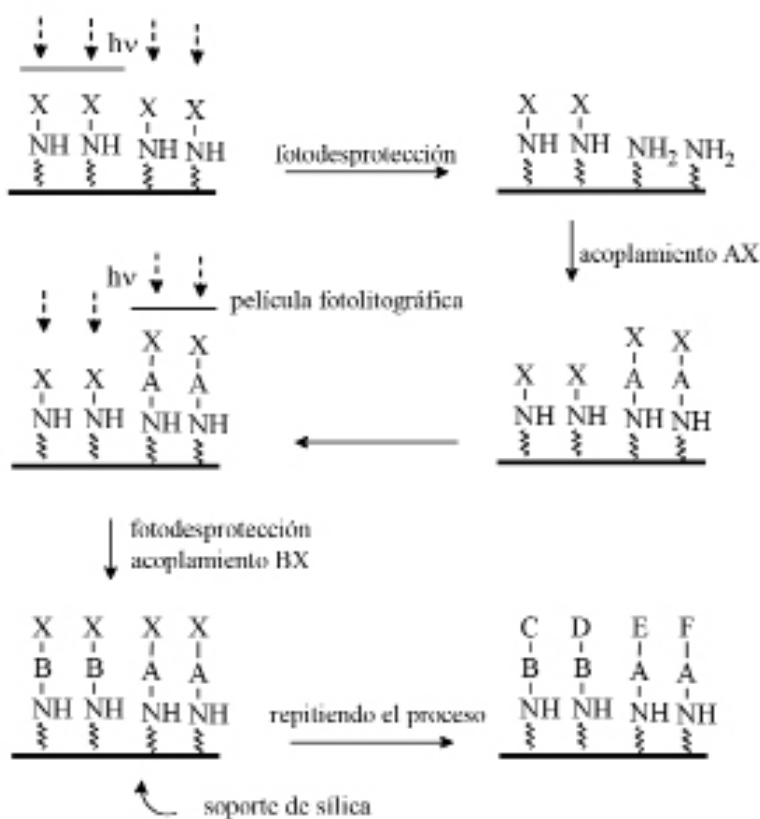 hν
X X X X
NH NH NH NH
fotodesprotección
X X
NH NH NH2 NH2
acoplamiento AX
hν
película fotolitográfica
X X
X X A A
NH NH NH NH
X X
X X A A
NH NH NH NH
fotodesprotección
acoplamiento BX
X X X X
B B A A
NH NH NH NH
repitiendo el proceso
C D E F
B B A A
NH NH NH NH
soporte de sílica